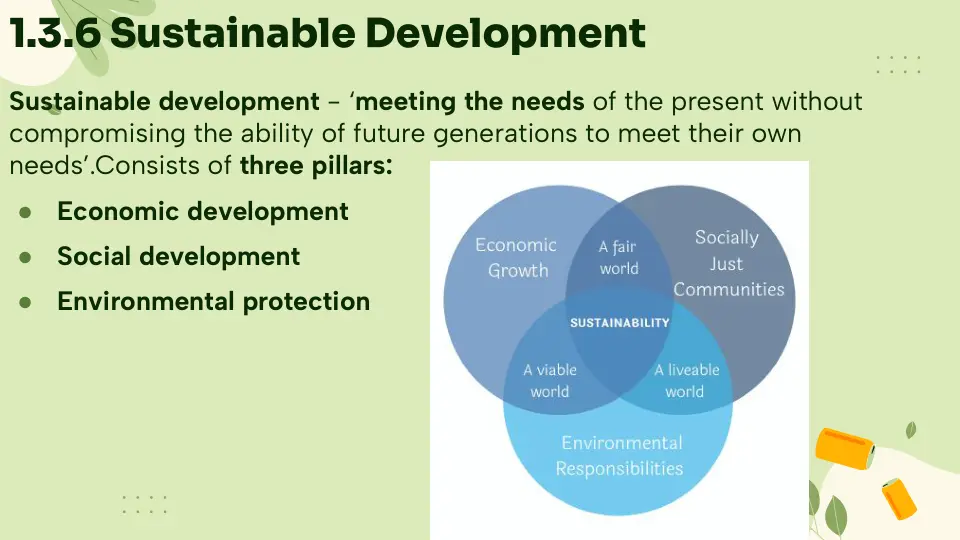 1.3.6 Sustainable Development
Sustainable development – ‘meeting the needs of the present without
compromising the ability of future generations to meet their own
needs’.Consists of three pillars:
● Economic development
● Social development
● Environmental protection
Economic
Growth
A fair
world
Socially
Just
Communities
SUSTAINABILITY
A viable
world
A liveable
world
Environmental
Responsibilities